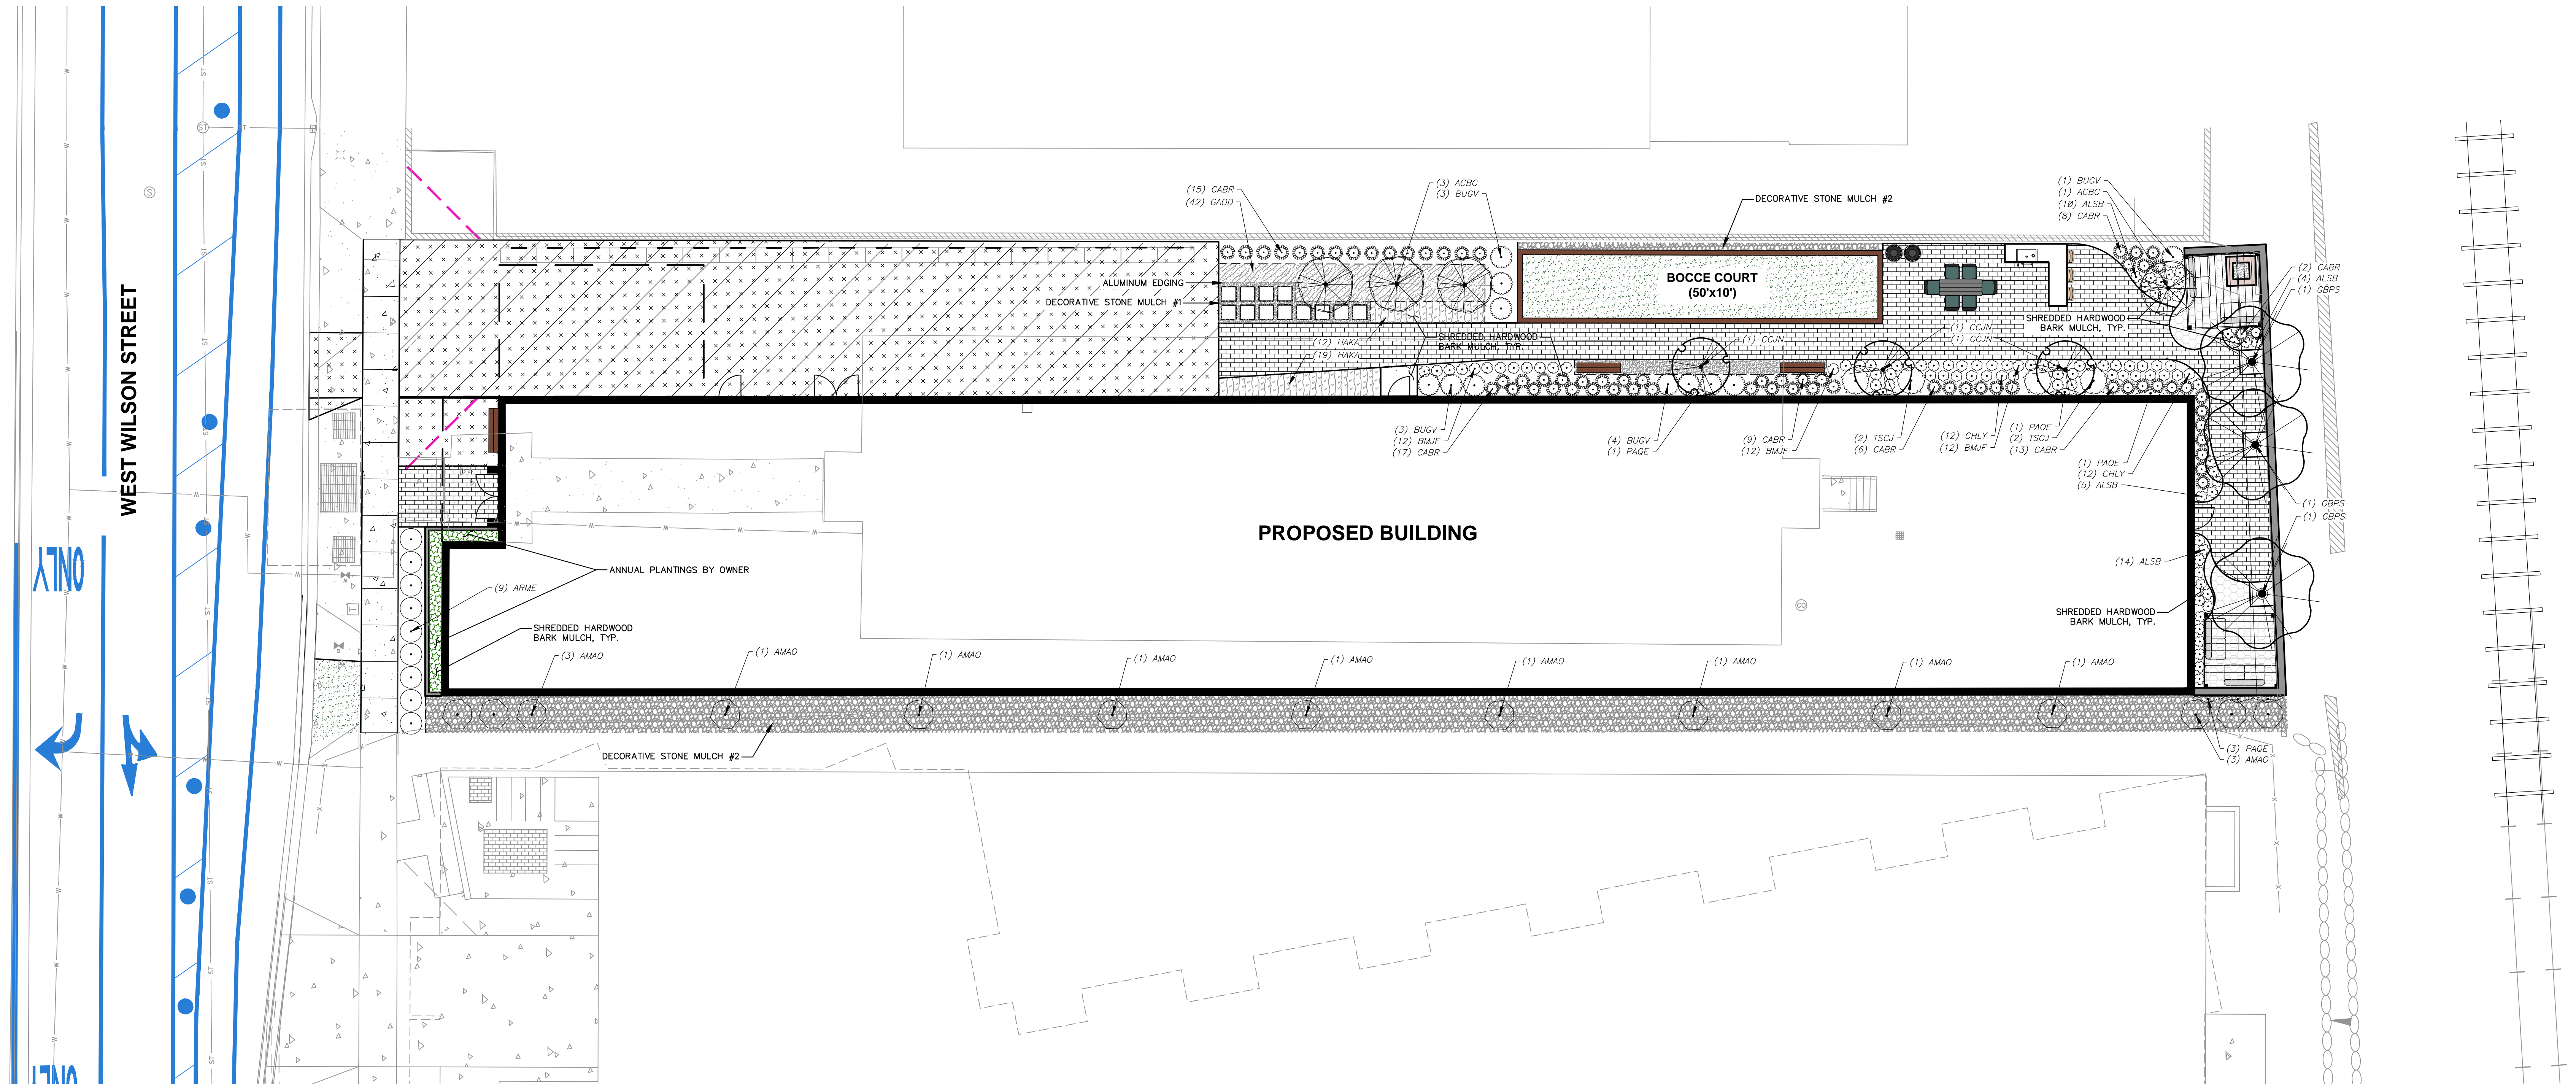 WEST WILSON STREET
ONLY
ONLY
(15) CABR
(42) GAOD
(3) ACBC
(3) BUGV
DECORATIVE STONE MULCH #2
(1) BUGV
(1) ACBC
(10) ALSB
(8) CABR
(2) CABR
(4) ALSB
(1) GBPS
ALUMINUM EDGING
DECORATIVE STONE MULCH #1
BOCCE COURT
(50'x10')
SHREDDED HARDWOOD
BARK MULCH, TYP.
(12) HAKA
(19) HAKA
SHREDDED HARDWOOD
BARK MULCH, TYP.
(1) CCJN
(1) CCJN
(1) CCJN
(3) BUGV
(12) BMJF
(17) CABR
(4) BUGV
(1) PAQE
(9) CABR
(12) BMJF
(2) TSCJ
(6) CABR
(12) CHLY
(12) BMJF
(1) PAQE
(2) TSCJ
(13) CABR
(1) PAQE
(12) CHLY
(5) ALSB
(1) GBPS
(1) GBPS
PROPOSED BUILDING
(14) ALSB
ANNUAL PLANTINGS BY OWNER
(9) ARME
SHREDDED HARDWOOD
BARK MULCH, TYP.
SHREDDED HARDWOOD
BARK MULCH, TYP.
(3) AMAO
(1) AMAO
(1) AMAO
(1) AMAO
(1) AMAO
(1) AMAO
(1) AMAO
(1) AMAO
(1) AMAO
DECORATIVE STONE MULCH #2
(3) PAQE
(3) AMAO
ST
S
T
CO